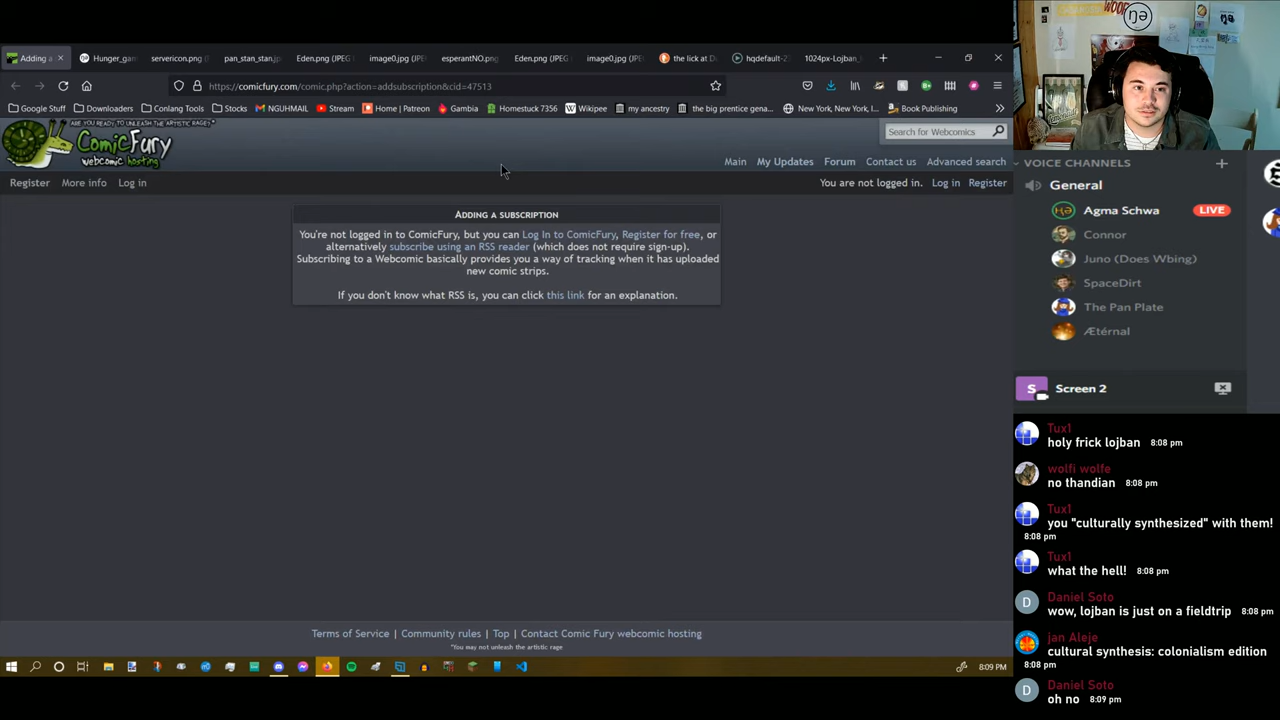 WOOF
ŋə
Adding a
Hunger_gam
servericon.png (
pan_stan_stan.jp
Eden.png (JPEG
image0.jpg (JPEG
esperantNO.png
Eden.png (JPEG
image0.jpg (JPEG
the lick at Du
hqdefault-2
1024px-Lojban_
https://comicfury.com/comic.php?action=addsubscription&cid=47513
Google Stuff
Downloaders
Conlang Tools
Stocks
NGUHMAIL
Stream
Home | Patreon
Gambia
Homestuck 7356
Wikipee
my ancestry
the big prentice gena...
New York, New York, ...
Book Publishing
ARE YOU READY TO UNLEASH THE ARTISTIC RAGE?*
ComicFury
webcomic hosting
Search for Webcomics
Main My Updates Forum Contact us Advanced search
Register More info Log in
You are not logged in. Log in Register
ADDING A SUBSCRIPTION
You're not logged in to ComicFury, but you can Log In to ComicFury, Register for free, or
alternatively subscribe using an RSS reader (which does not require sign-up).
Subscribing to a Webcomic basically provides you a way of tracking when it has uploaded
new comic strips.
If you don't know what RSS is, you can click this link for an explanation.
Terms of Service | Community rules | Top | Contact Comic Fury webcomic hosting
*You may not unleash the artistic rage
8:09 PM
VOICE CHANNELS
General
Agma Schwa LIVE
Connor
Juno (Does Wbing)
SpaceDirt
The Pan Plate
Ætérnal
S Screen 2
Tux1
holy frick lojban 8:08 pm
wolfi wolfe
no thandian 8:08 pm
Tux1
you "culturally synthesized" with them!
8:08 pm
Tux1
what the hell! 8:08 pm
D Daniel Soto
wow, lojban is just on a fieldtrip 8:08 pm
jan Aleje
cultural synthesis: colonialism edition
8:08 pm
D Daniel Soto
oh no 8:09 pm